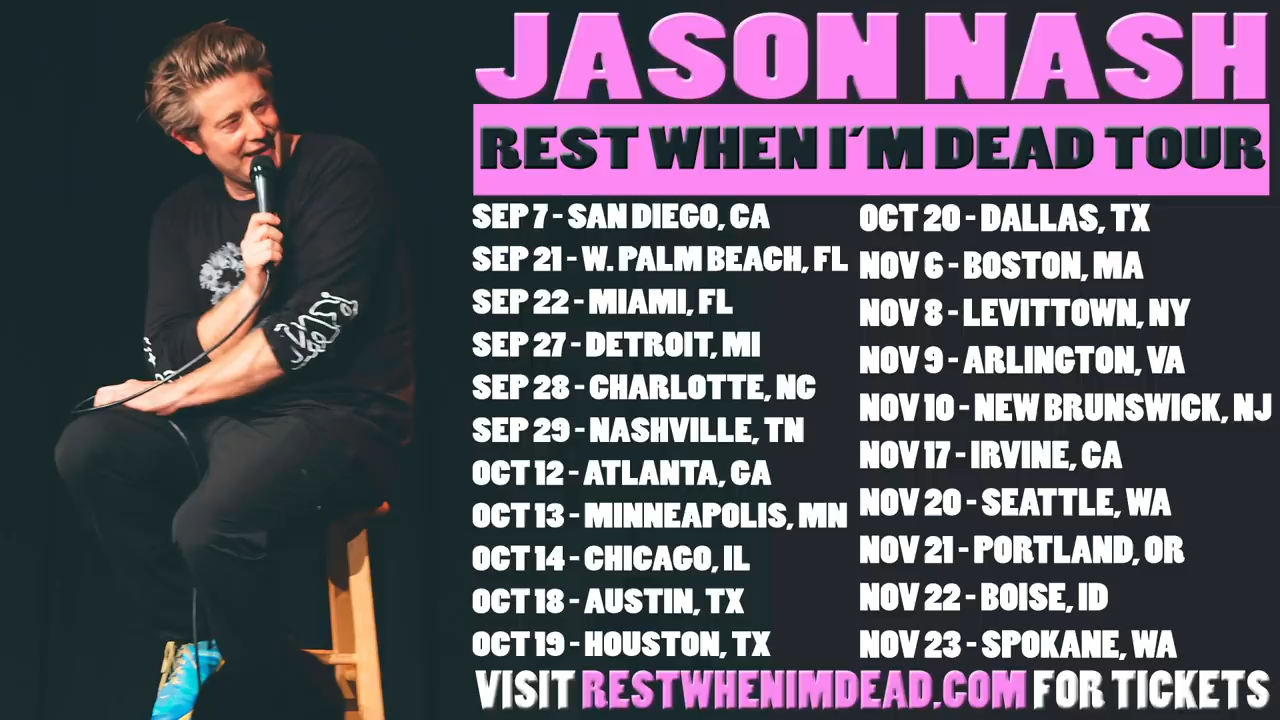 JASON NASH
REST WHEN I'M DEAD TOUR
SEP 7 - SAN DIEGO, CA
SEP 21 - W. PALM BEACH, FL
SEP 22 - MIAMI, FL
SEP 27 - DETROIT, MI
SEP 28 - CHARLOTTE, NC
SEP 29 - NASHVILLE, TN
OCT 12 - ATLANTA, GA
OCT 13 - MINNEAPOLIS, MN
OCT 14 - CHICAGO, IL
OCT 18 - AUSTIN, TX
OCT 19 - HOUSTON, TX
OCT 20 - DALLAS, TX
NOV 6 - BOSTON, MA
NOV 8 - LEVITTOWN, NY
NOV 9 - ARLINGTON, VA
NOV 10 - NEW BRUNSWICK, NJ
NOV 17 - IRVINE, CA
NOV 20 - SEATTLE, WA
NOV 21 - PORTLAND, OR
NOV 22 - BOISE, ID
NOV 23 - SPOKANE, WA
VISIT RESTWHENIMDEAD.COM FOR TICKETS